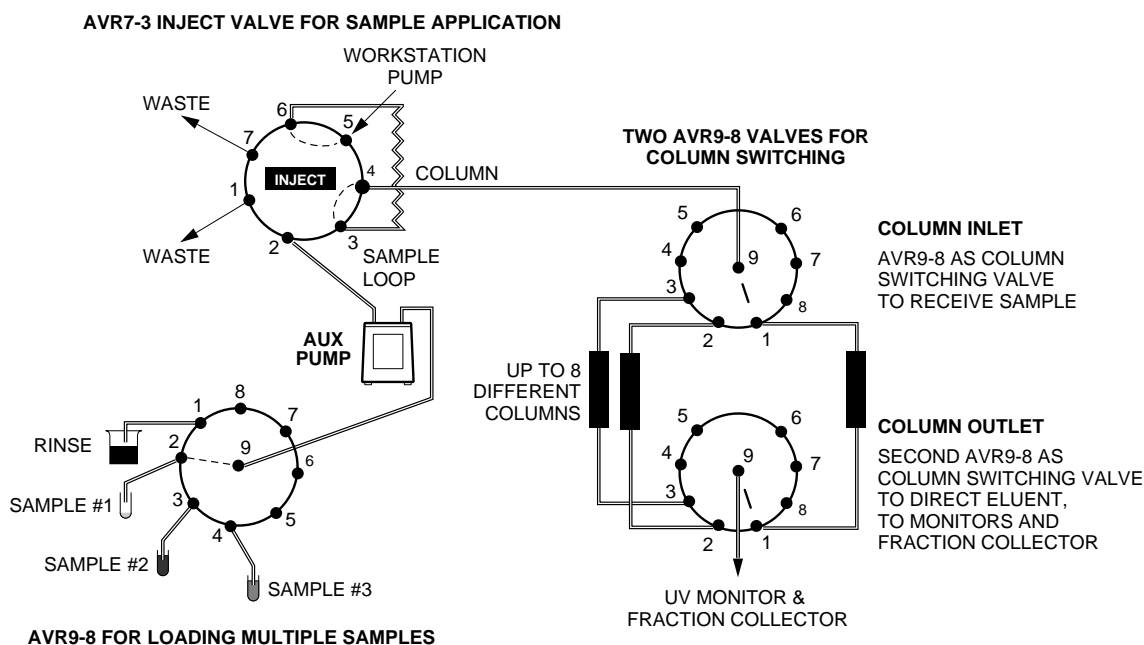 AVR7-3 INJECT VALVE FOR SAMPLE APPLICATION
WORKSTATION
PUMP
WASTE
6
5
7
4
INJECT
COLUMN
1
3
2
WASTE
SAMPLE
LOOP
AUX
PUMP
8
1
7
2
9
6
3
5
4
RINSE
SAMPLE #1
SAMPLE #2
SAMPLE #3
AVR9-8 FOR LOADING MULTIPLE SAMPLES
TWO AVR9-8 VALVES FOR
COLUMN SWITCHING
5
6
4
9
7
3
8
2
1
COLUMN INLET
AVR9-8 AS COLUMN
SWITCHING VALVE
TO RECEIVE SAMPLE
UP TO 8
DIFFERENT
COLUMNS
5
6
4
9
7
3
8
2
1
COLUMN OUTLET
SECOND AVR9-8 AS
COLUMN SWITCHING VALVE
TO DIRECT ELUENT,
TO MONITORS AND
FRACTION COLLECTOR
UV MONITOR &
FRACTION COLLECTOR